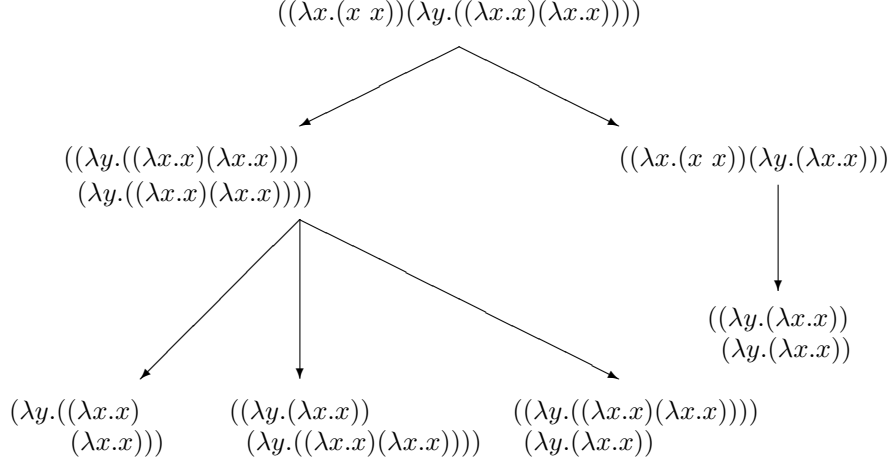 ((λx.(x x))(λy.((λx.x)(λx.x))))
((λy.((λx.x)(λx.x)))
(λy.((λx.x)(λx.x))))
((λx.(x x))(λy.(λx.x)))
((λy.(λx.x))
(λy.(λx.x))
(λy.((λx.x)
(λx.x)))
((λy.(λx.x))
(λy.((λx.x)(λx.x))))
((λy.((λx.x)(λx.x))))
(λy.(λx.x))